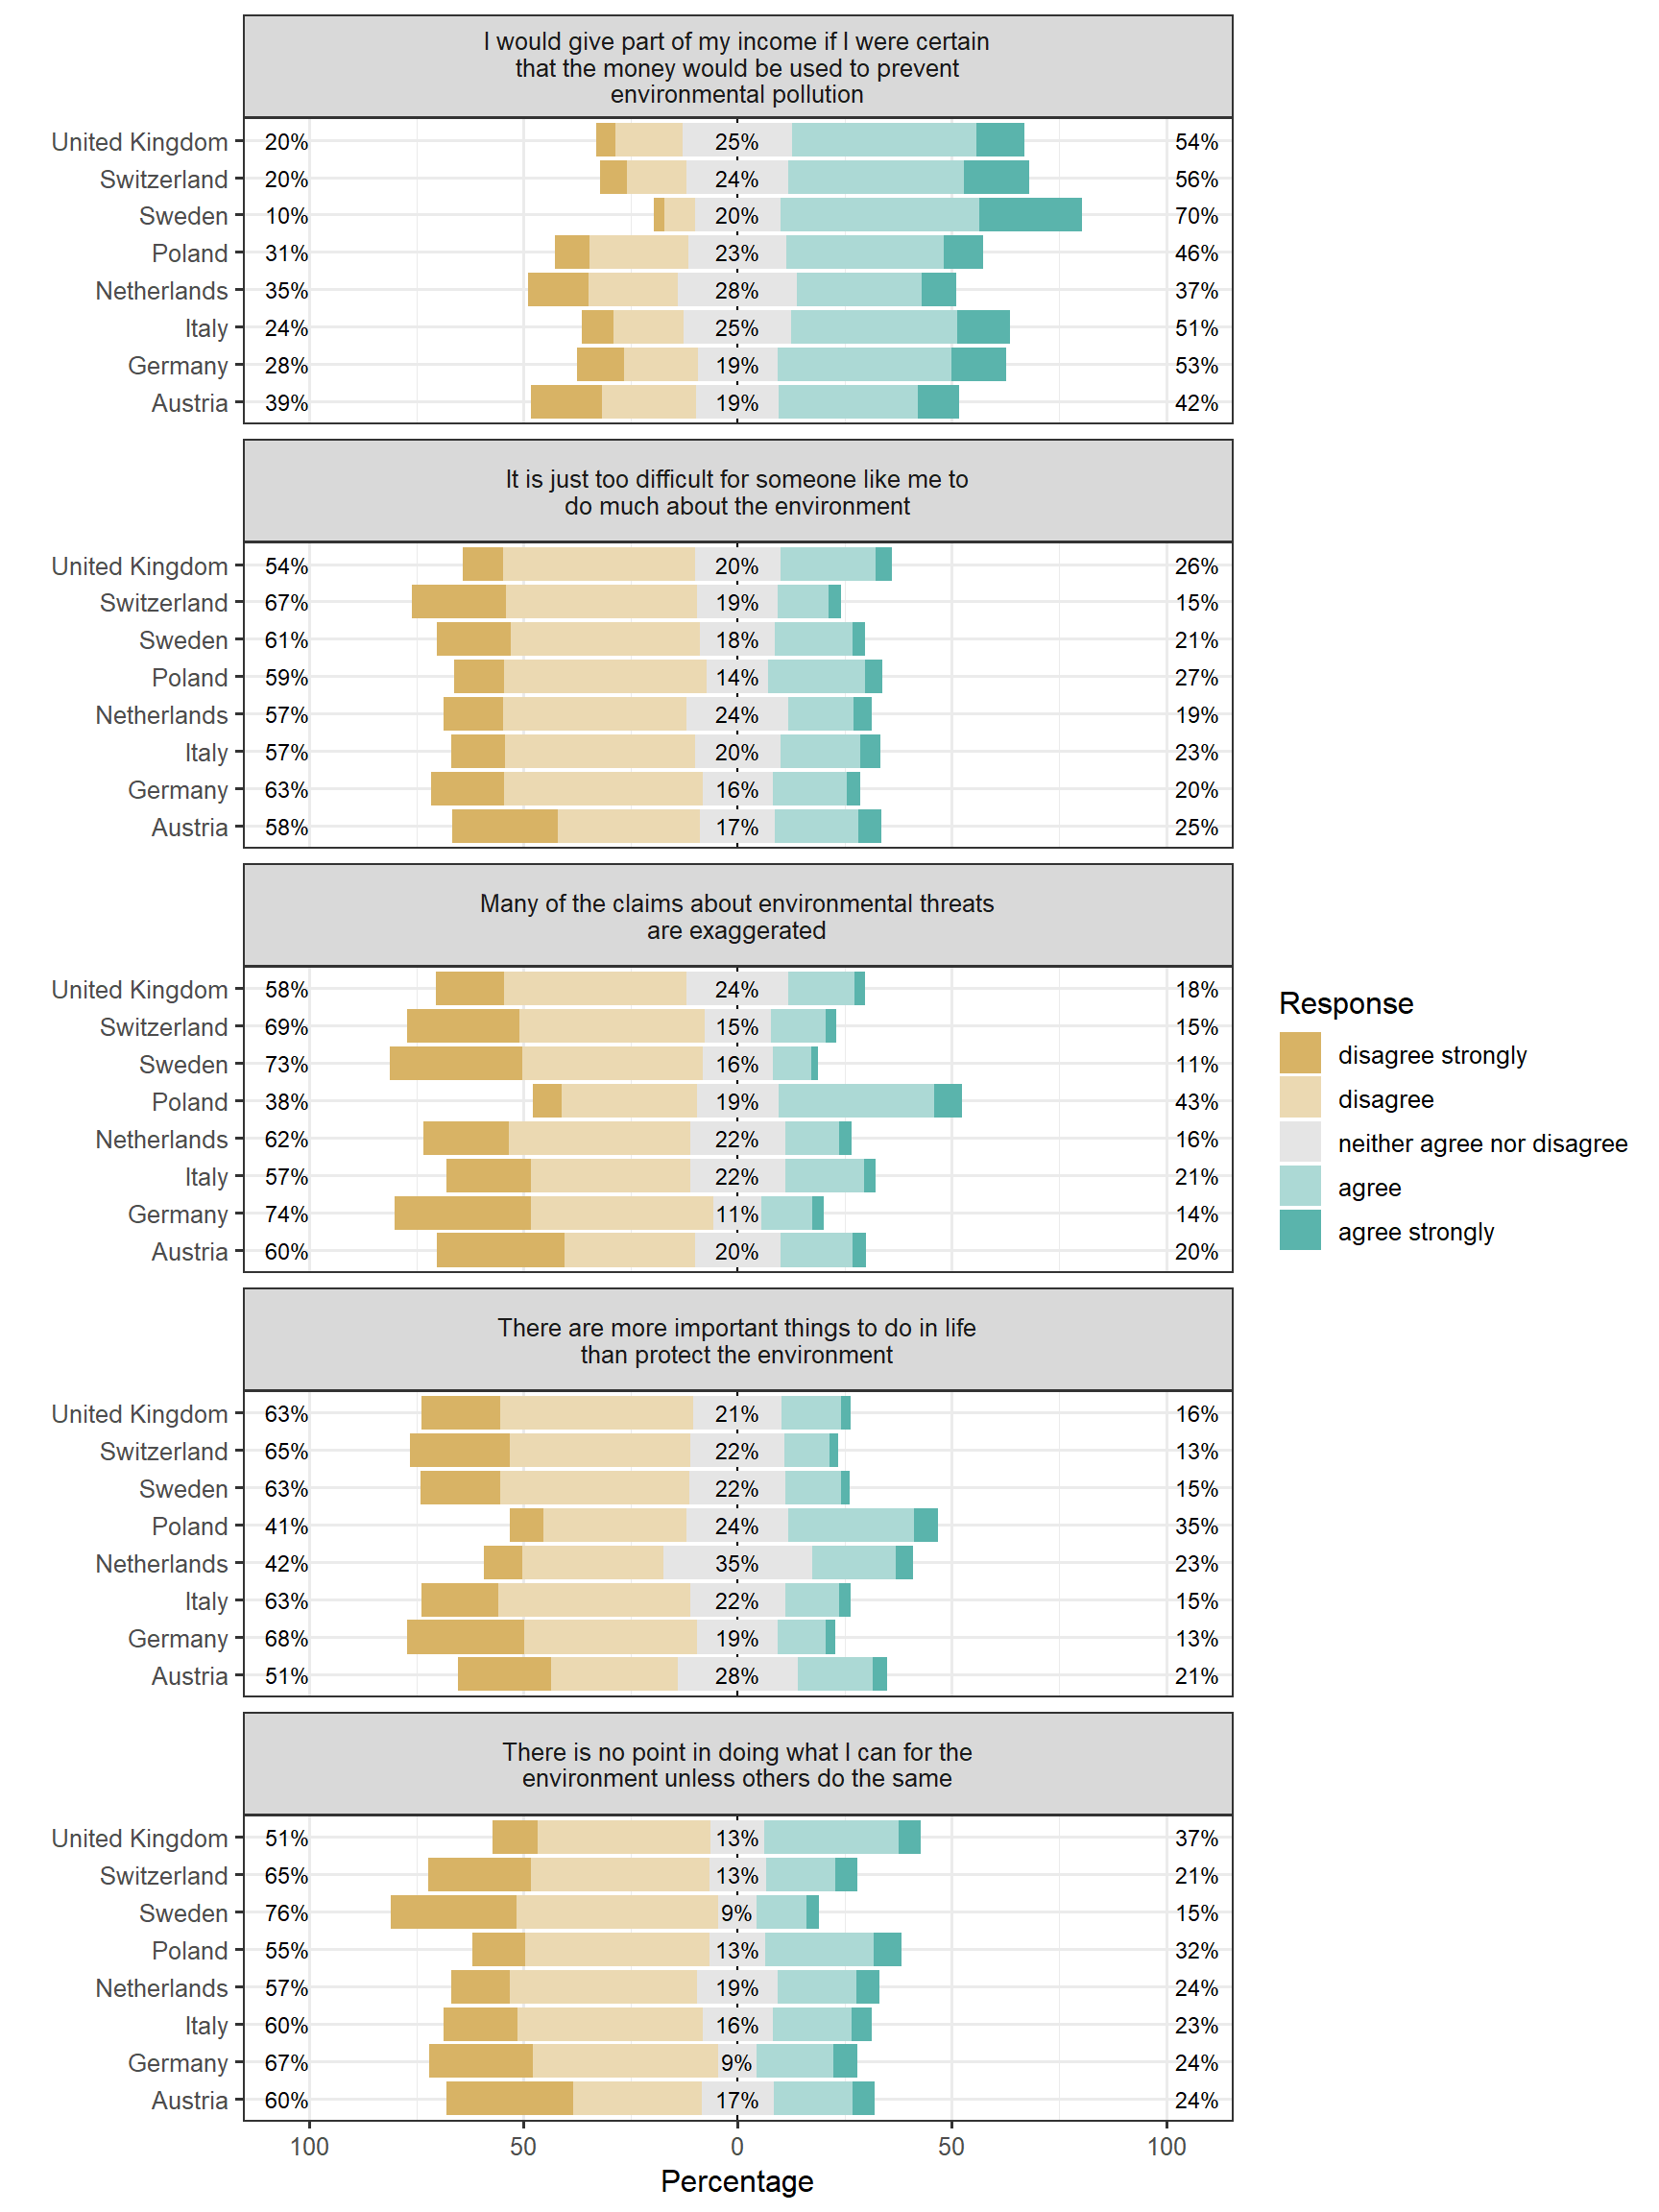 I would give part of my income if I were certain
that the money would be used to prevent
environmental pollution
United Kingdom 20% 25% 54%
Switzerland 20% 24% 56%
Sweden 10% 20% 70%
Poland 31% 23% 46%
Netherlands 35% 28% 37%
Italy 24% 25% 51%
Germany 28% 19% 53%
Austria 39% 19% 42%
It is just too difficult for someone like me to
do much about the environment
United Kingdom 54% 20% 26%
Switzerland 67% 19% 15%
Sweden 61% 18% 21%
Poland 59% 14% 27%
Netherlands 57% 24% 19%
Italy 57% 20% 23%
Germany 63% 16% 20%
Austria 58% 17% 25%
Many of the claims about environmental threats
are exaggerated
United Kingdom 58% 24% 18%
Switzerland 69% 15% 15%
Sweden 73% 16% 11%
Poland 38% 19% 43%
Netherlands 62% 22% 16%
Italy 57% 22% 21%
Germany 74% 11% 14%
Austria 60% 20% 20%
There are more important things to do in life
than protect the environment
United Kingdom 63% 21% 16%
Switzerland 65% 22% 13%
Sweden 63% 22% 15%
Poland 41% 24% 35%
Netherlands 42% 35% 23%
Italy 63% 22% 15%
Germany 68% 19% 13%
Austria 51% 28% 21%
There is no point in doing what I can for the
environment unless others do the same
United Kingdom 51% 13% 37%
Switzerland 65% 13% 21%
Sweden 76% 9% 15%
Poland 55% 13% 32%
Netherlands 57% 19% 24%
Italy 60% 16% 23%
Germany 67% 9% 24%
Austria 60% 17% 24%
100 50 0 50 100
Percentage
Response
disagree strongly
disagree
neither agree nor disagree
agree
agree strongly